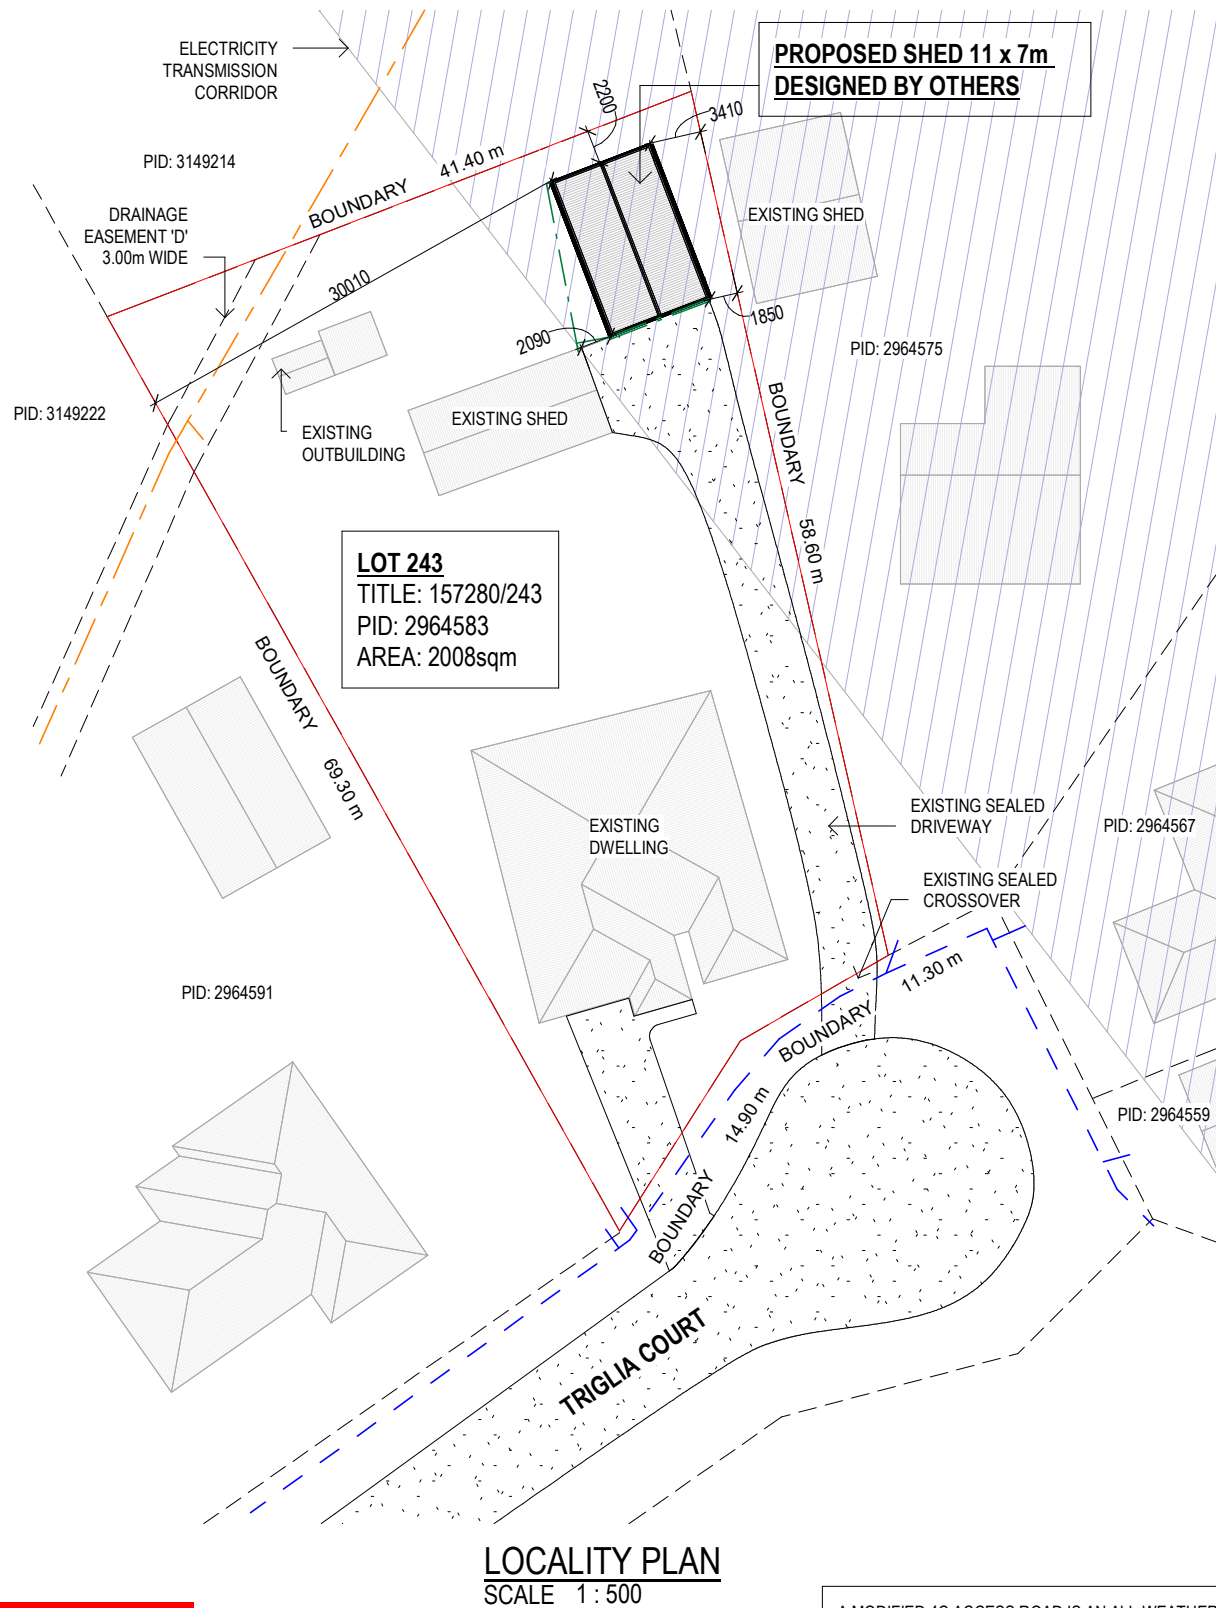 ELECTRICITY
TRANSMISSION
CORRIDOR
PROPOSED SHED 11 x 7m
DESIGNED BY OTHERS
2200
3410
PID: 3149214
41.40 m
BOUNDARY
DRAINAGE
EASEMENT 'D'
3.00m WIDE
EXISTING SHED
30010
1850
2090
PID: 2964575
PID: 3149222
EXISTING
OUTBUILDING
EXISTING SHED
BOUNDARY
58.60 m
LOT 243
TITLE: 157280/243
PID: 2964583
AREA: 2008sqm
BOUNDARY
69.30 m
EXISTING
DWELLING
EXISTING SEALED
DRIVEWAY
PID: 2964567
EXISTING SEALED
CROSSOVER
11.30 m
BOUNDARY
PID: 2964591
14.90 m
BOUNDARY
PID: 2964559
TRIGLIA COURT
LOCALITY PLAN
SCALE 1 : 500